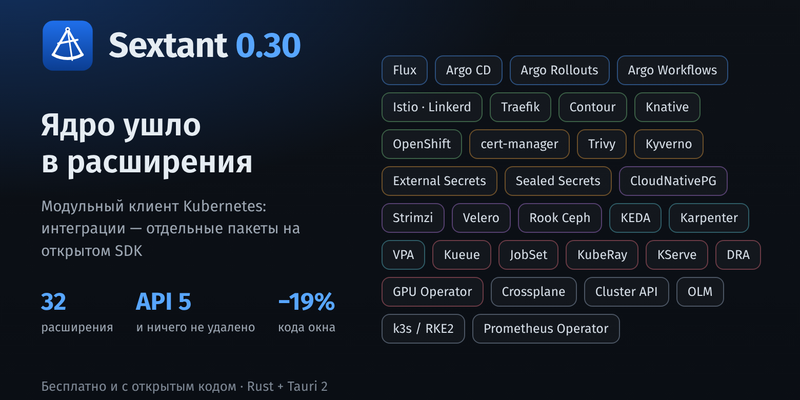 Sextant 0.30
Ядро ушло
в расширения
Модульный клиент Kubernetes:
интеграции — отдельные пакеты на
открытом SDK
32 API 5 −19%
расширения и ничего не удалено кода окна
Бесплатно и с открытым кодом · Rust + Tauri 2
Flux Argo CD Argo Rollouts Argo Workflows
Istio · Linkerd Traefik Contour Knative
OpenShift cert-manager Trivy Kyverno
External Secrets Sealed Secrets CloudNativePG
Strimzi Velero Rook Ceph KEDA Karpenter
VPA Kueue JobSet KubeRay KServe DRA
GPU Operator Crossplane Cluster API OLM
k3s / RKE2 Prometheus Operator